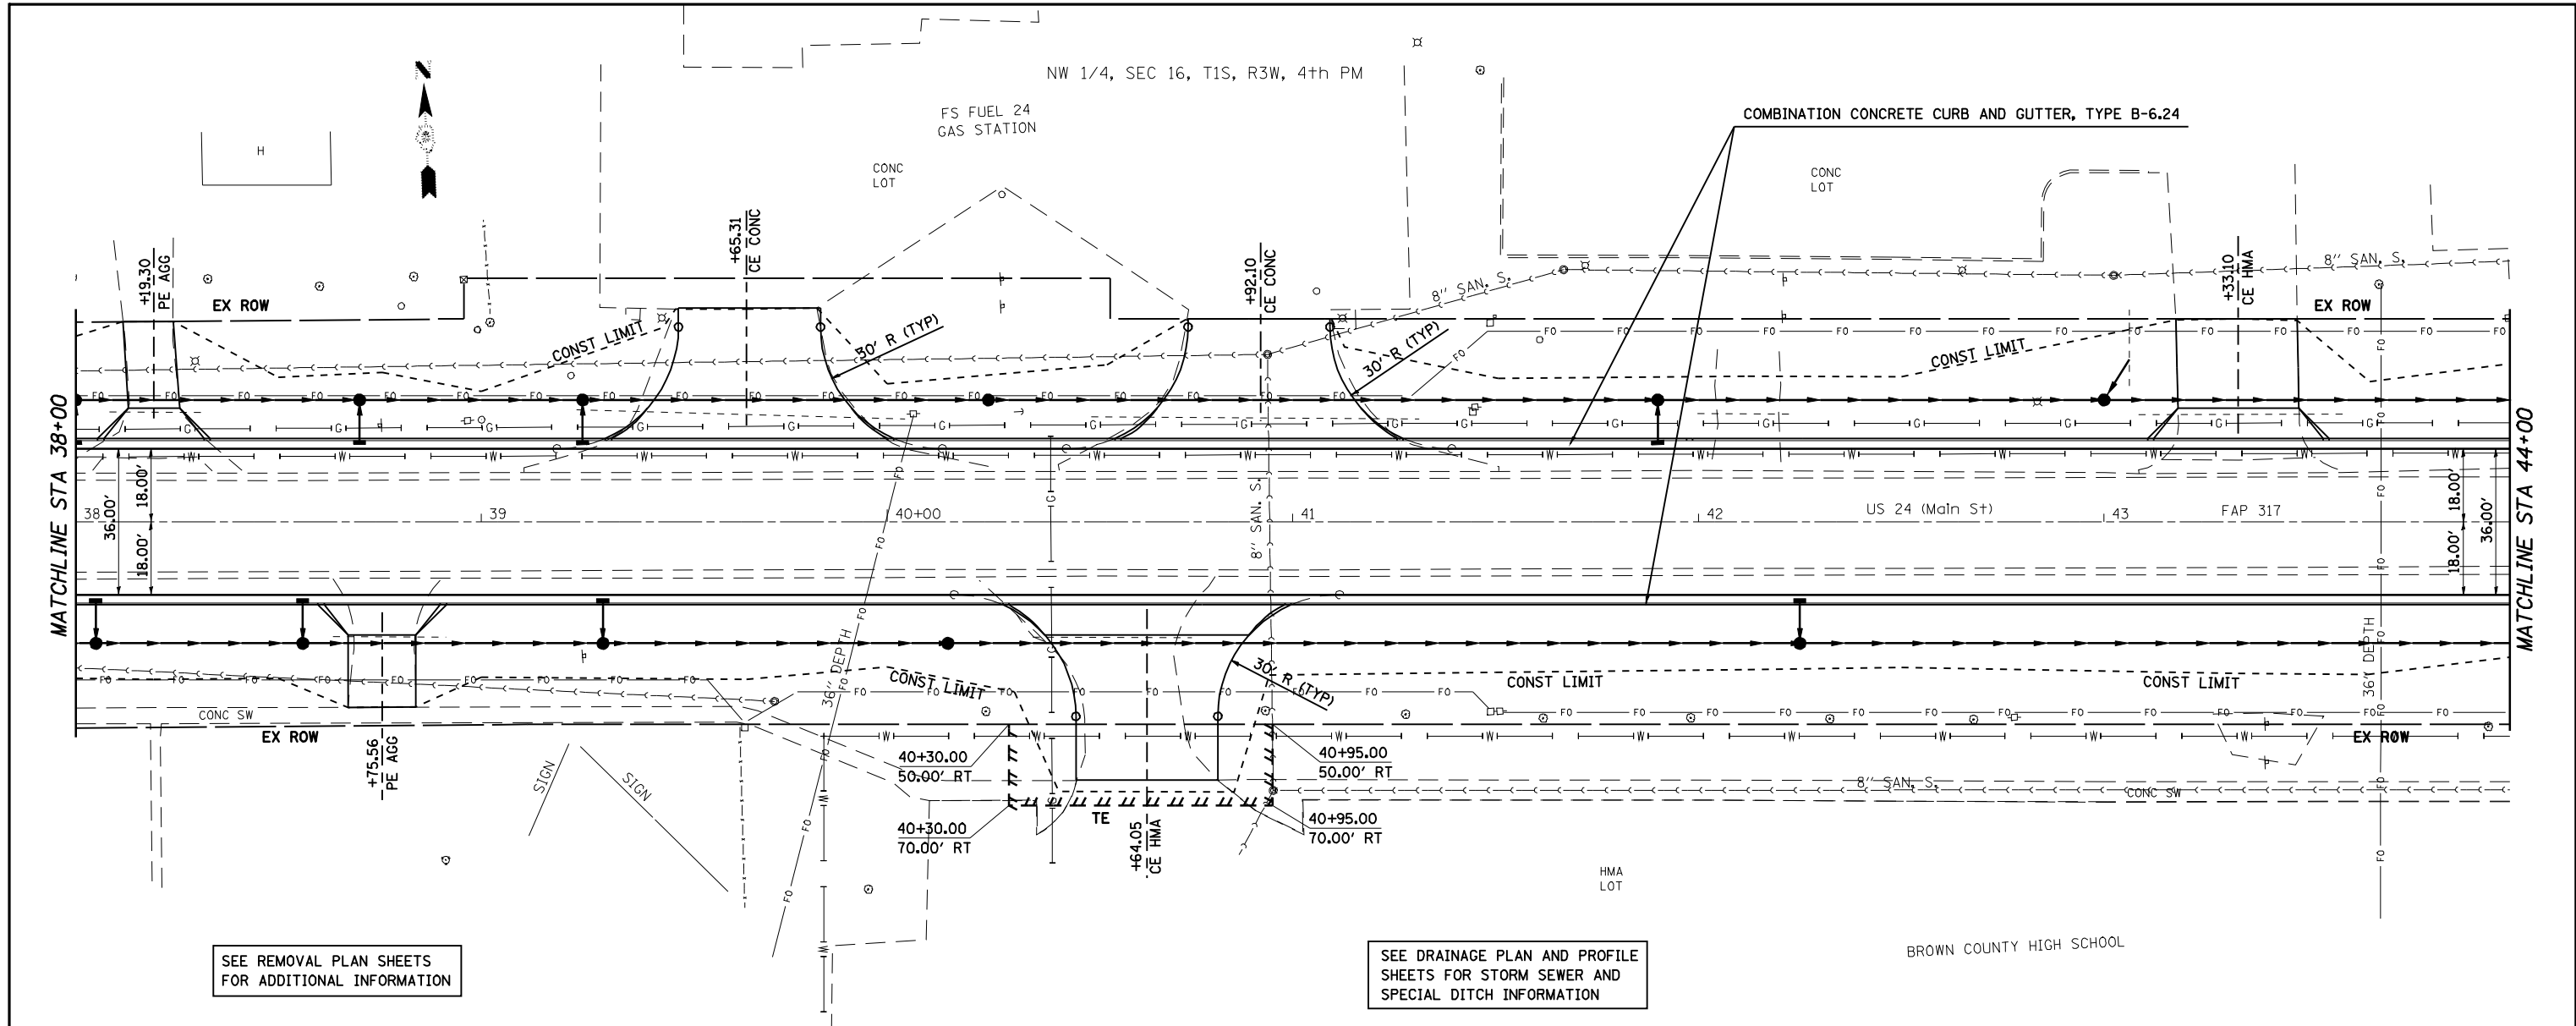 N
NW 1/4, SEC 16, T1S, R3W, 4th PM
FS FUEL 24
GAS STATION
COMBINATION CONCRETE CURB AND GUTTER, TYPE B-6.24
H
CONC
LOT
CONC
LOT
+19.30
PE AGG
+65.31
CE CONC
+92.10
CE CONC
+33.10
CE HMA
EX ROW
EX ROW
8" SAN. S.
8" SAN. S.
CONST LIMIT
30' R (TYP)
30' R (TYP)
CONST LIMIT
MATCHLINE STA 38+00
MATCHLINE STA 44+00
36.00'
18.00'
18.00'
38
39
40+00
8" SAN. S.
41
42
US 24 (Main St)
43
FAP 317
18.00'
18.00'
36.00'
36" DEPTH
CONST LIMIT
30' R (TYP)
CONST LIMIT
CONST LIMIT
36" DEPTH
CONC SW
EX ROW
EX ROW
+75.56
PE AGG
SIGN
SIGN
40+30.00
50.00' RT
40+95.00
50.00' RT
40+30.00
70.00' RT
TE
40+95.00
70.00' RT
+64.05
CE HMA
8" SAN. S.
CONC SW
HMA
LOT
BROWN COUNTY HIGH SCHOOL
SEE REMOVAL PLAN SHEETS
FOR ADDITIONAL INFORMATION
SEE DRAINAGE PLAN AND PROFILE
SHEETS FOR STORM SEWER AND
SPECIAL DITCH INFORMATION